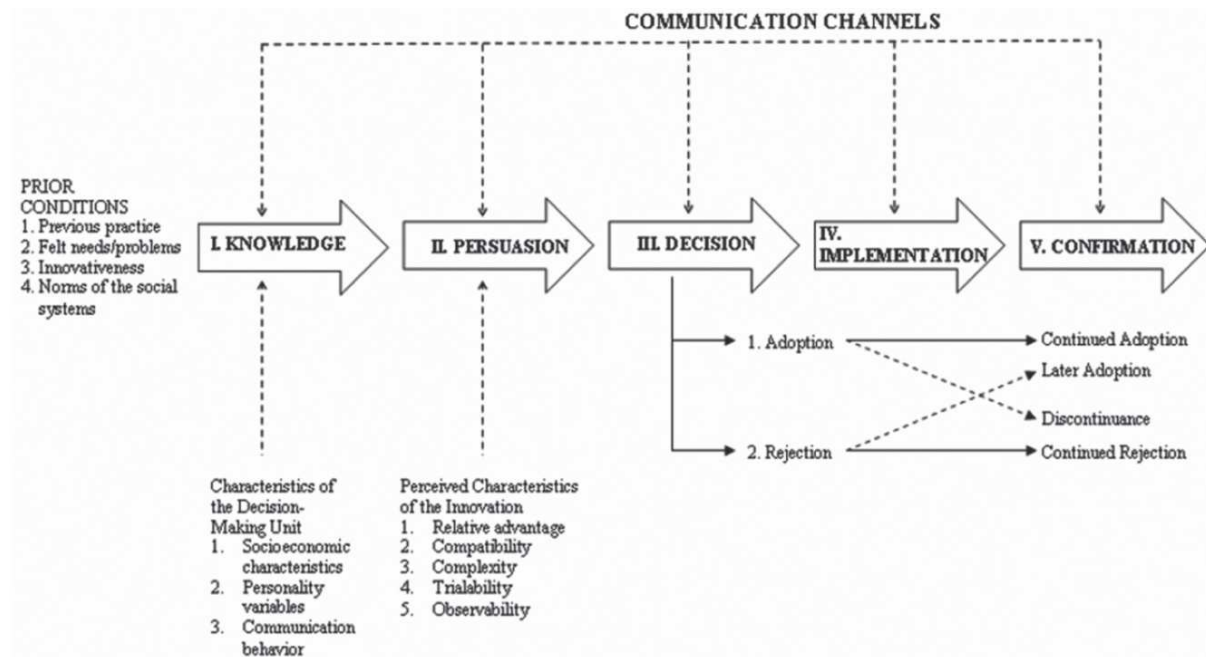 COMMUNICATION CHANNELS
PRIOR
CONDITIONS
1. Previous practice
2. Felt needs/problems
3. Innovativeness
4. Norms of the social
systems
I. KNOWLEDGE
II. PERSUASION
III. DECISION
IV.
IMPLEMENTATION
V. CONFIRMATION
1. Adoption
2. Rejection
Continued Adoption
Later Adoption
Discontinuance
Continued Rejection
Characteristics of
the Decision-
Making Unit
1. Socioeconomic
characteristics
2. Personality
variables
3. Communication
behavior
Perceived Characteristics
of the Innovation
1. Relative advantage
2. Compatibility
3. Complexity
4. Trialability
5. Observability